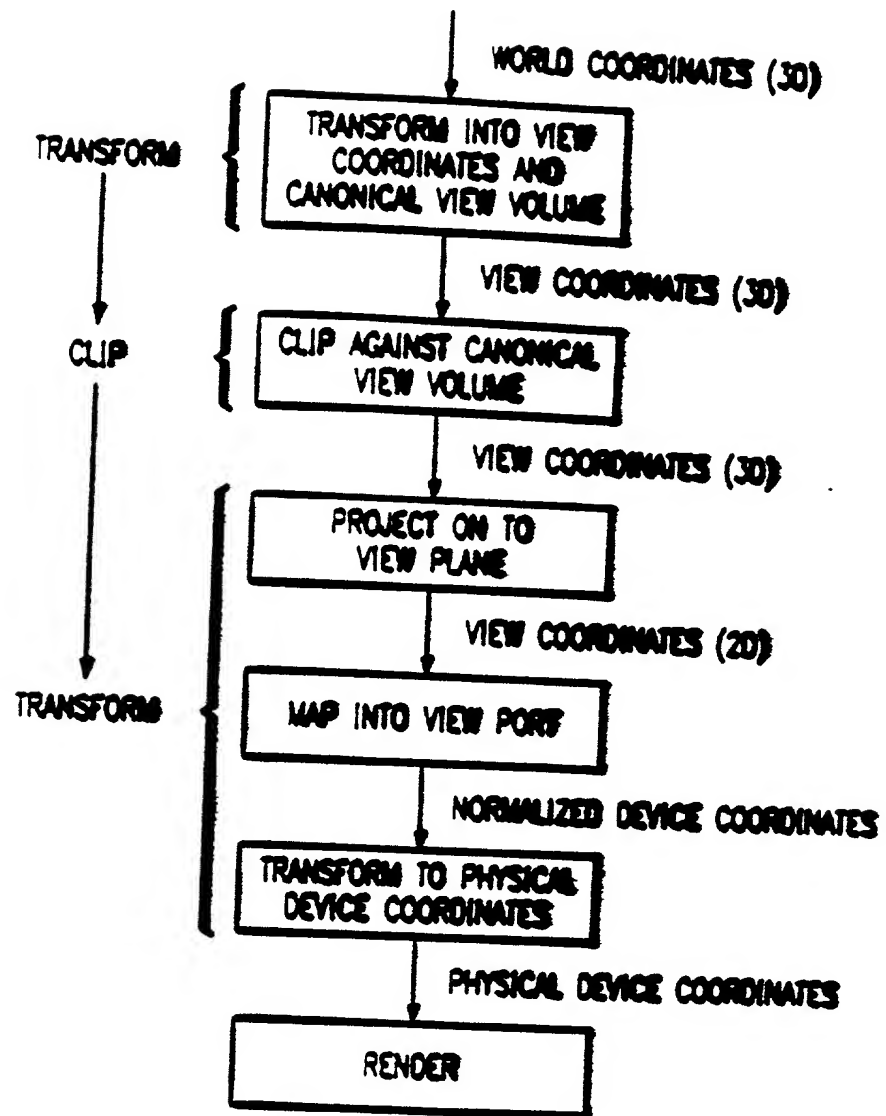 WORLD COORDINATES (3D)
TRANSFORM
TRANSFORM INTO VIEW
COORDINATES AND
CANONICAL VIEW VOLUME
VIEW COORDINATES (3D)
CLIP
CLIP AGAINST CANONICAL
VIEW VOLUME
VIEW COORDINATES (3D)
PROJECT ON TO
VIEW PLANE
VIEW COORDINATES (2D)
TRANSFORM
MAP INTO VIEW PORT
NORMALIZED DEVICE COORDINATES
TRANSFORM TO PHYSICAL
DEVICE COORDINATES
PHYSICAL DEVICE COORDINATES
RENDER